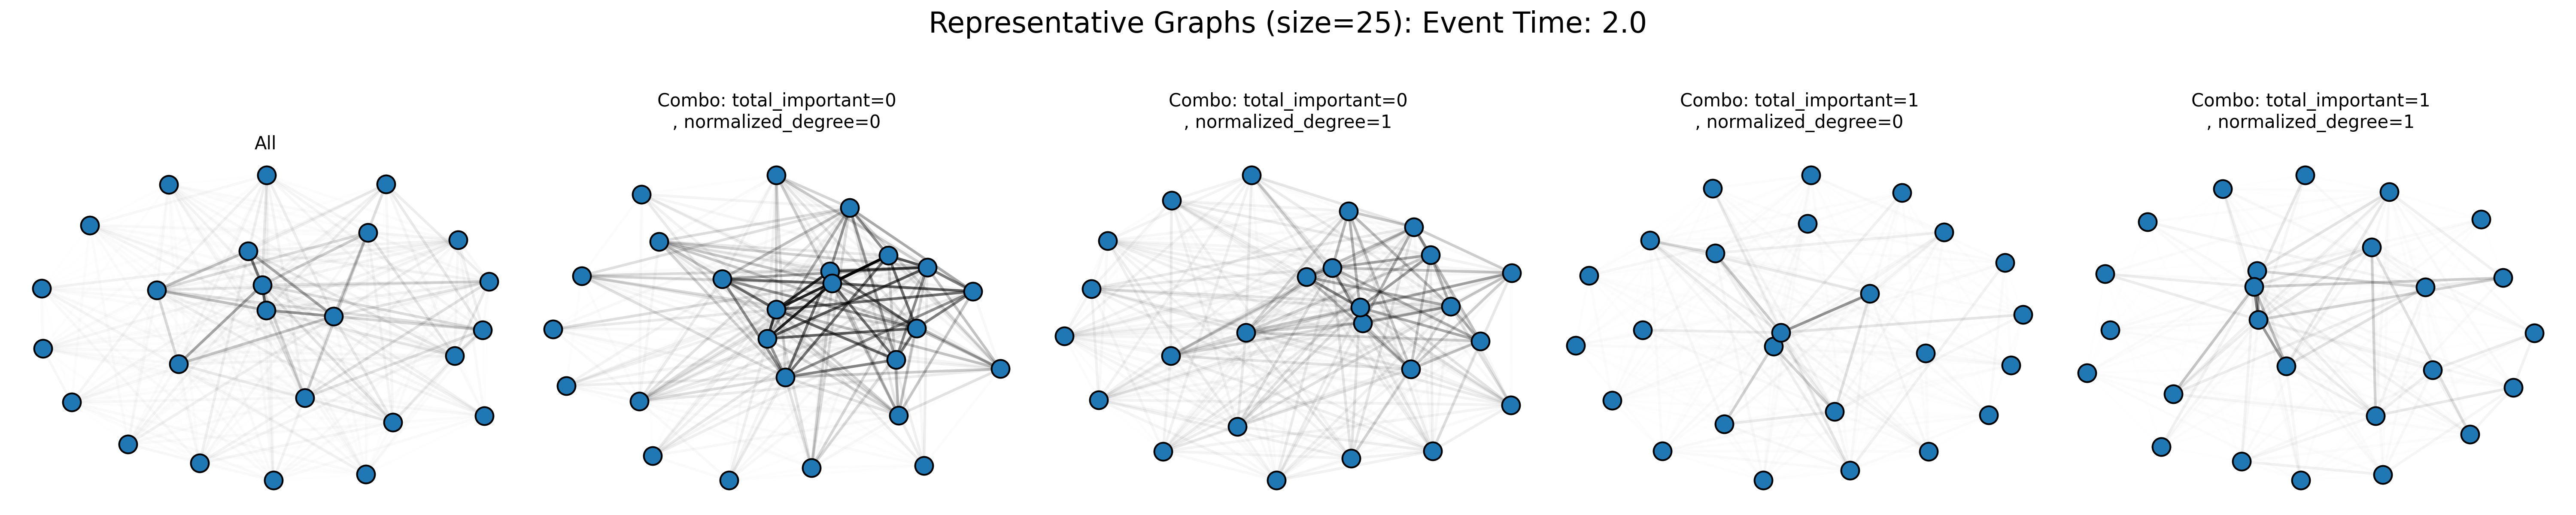 Representative Graphs (size=25): Event Time: 2.0
All
Combo: total_important=0
, normalized_degree=0
Combo: total_important=0
, normalized_degree=1
Combo: total_important=1
, normalized_degree=0
Combo: total_important=1
, normalized_degree=1